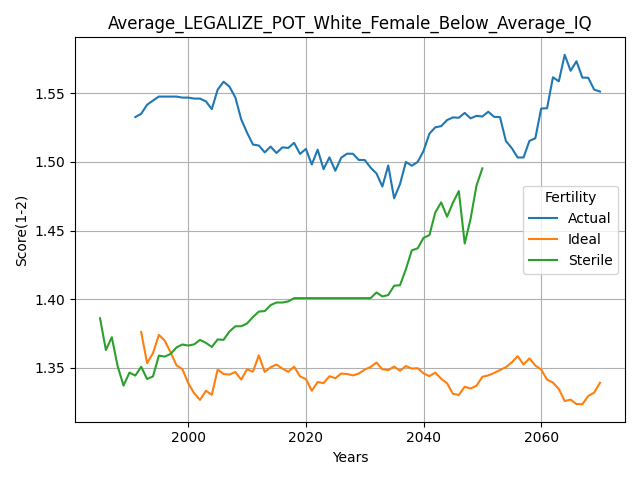 Average_LEGALIZE_POT_White_Female_Below_Average_IQ
Score(1-2)
1.55
1.50
1.45
1.40
1.35
Fertility
Actual
Ideal
Sterile
2000 2020 2040 2060
Years